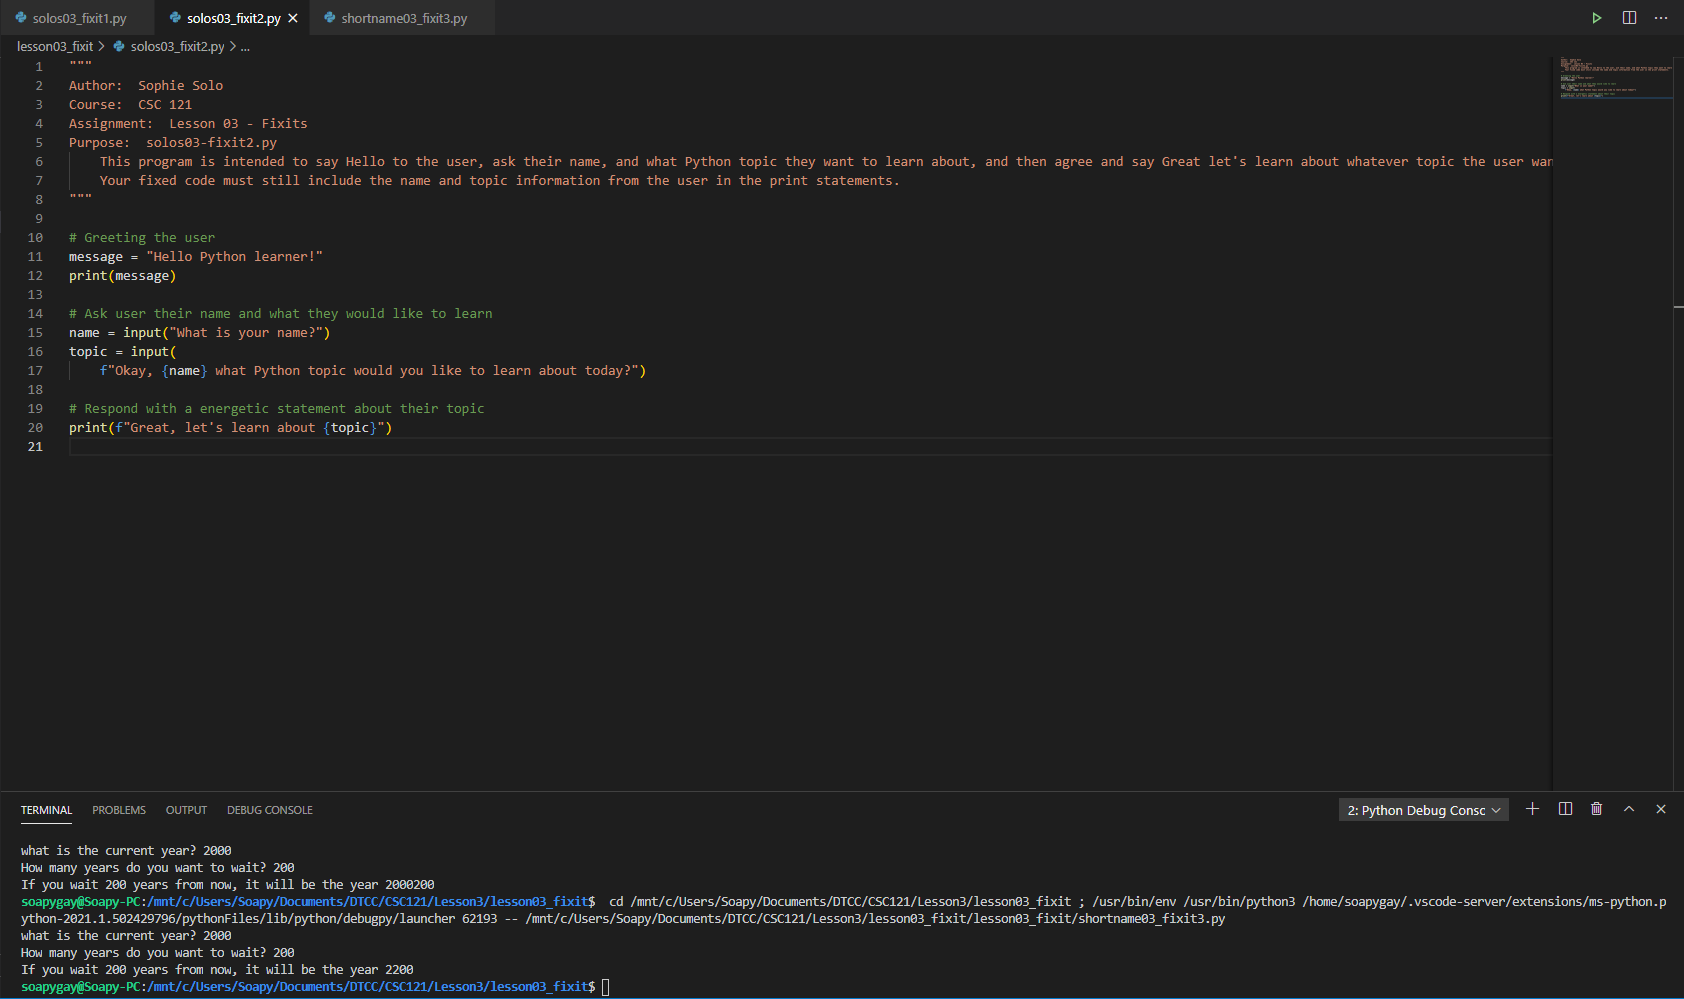 solos03_fixit1.py solos03_fixit2.py shortname03_fixit3.py
lesson03_fixit > solos03_fixit2.py > ...
1 """
2 Author:  Sophie Solo
3 Course:  CSC 121
4 Assignment:  Lesson 03 - Fixits
5 Purpose:  solos03-fixit2.py
6     This program is intended to say Hello to the user, ask their name, and what Python topic they want to learn about, and then agree and say Great let's learn about whatever topic the user wan
7     Your fixed code must still include the name and topic information from the user in the print statements.
8 """
9
10 # Greeting the user
11 message = "Hello Python learner!"
12 print(message)
13
14 # Ask user their name and what they would like to learn
15 name = input("What is your name?")
16 topic = input(
17     f"Okay, {name} what Python topic would you like to learn about today?")
18
19 # Respond with a energetic statement about their topic
20 print(f"Great, let's learn about {topic}")
21
TERMINAL PROBLEMS OUTPUT DEBUG CONSOLE 2: Python Debug Consc
what is the current year? 2000
How many years do you want to wait? 200
If you wait 200 years from now, it will be the year 2000200
soapygay@Soapy-PC:/mnt/c/Users/Soapy/Documents/DTCC/CSC121/Lesson3/lesson03_fixit$  cd /mnt/c/Users/Soapy/Documents/DTCC/CSC121/Lesson3/lesson03_fixit ; /usr/bin/env /usr/bin/python3 /home/soapygay/.vscode-server/extensions/ms-python.p
ython-2021.1.502429796/pythonFiles/lib/python/debugpy/launcher 62193 -- /mnt/c/Users/Soapy/Documents/DTCC/CSC121/Lesson3/lesson03_fixit/lesson03_fixit/shortname03_fixit3.py
what is the current year? 2000
How many years do you want to wait? 200
If you wait 200 years from now, it will be the year 2200
soapygay@Soapy-PC:/mnt/c/Users/Soapy/Documents/DTCC/CSC121/Lesson3/lesson03_fixit$